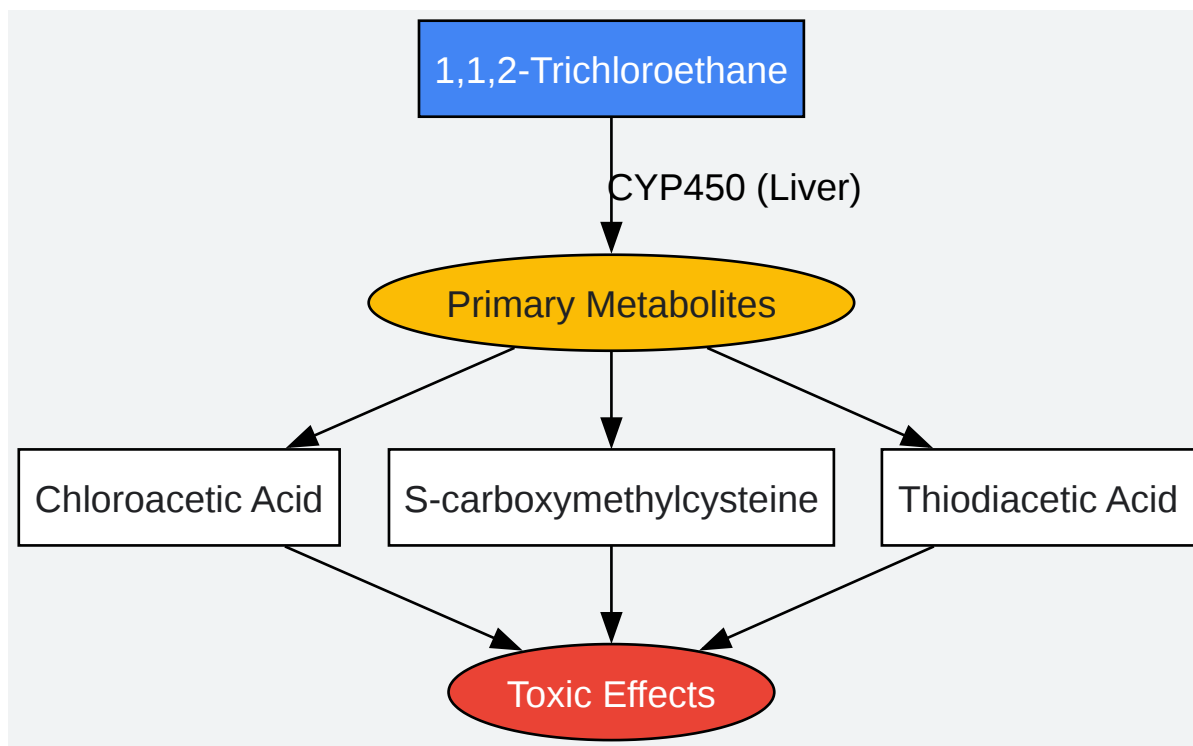 1,1,2-Trichloroethane
CYP450 (Liver)
Primary Metabolites
Chloroacetic Acid
S-carboxymethylcysteine
Thiodiacetic Acid
Toxic Effects